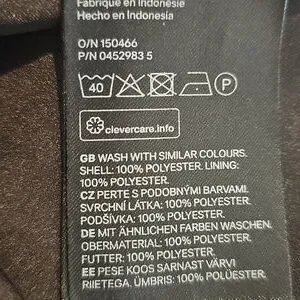 Fabriqué en Indonésie
Hecho en Indonesia
O/N 150466
P/N 0452983 5
40
P
clevercare.info
GB WASH WITH SIMILAR COLOURS.
SHELL: 100% POLYESTER. LINING:
100% POLYESTER.
CZ PERTE S PODOBNÝMI BARVAMI.
SVRCHNÍ LÁTKA: 100% POLYESTER.
PODŠÍVKA: 100% POLYESTER.
DE MIT ÄHNLICHEN FARBEN WASCHEN.
OBERMATERIAL: 100% POLYESTER.
FUTTER: 100% POLYESTER.
EE PESE KOOS SARNAST VÄRVI
RIIETEGA. ÜMBRIS: 100% POLÜESTER.